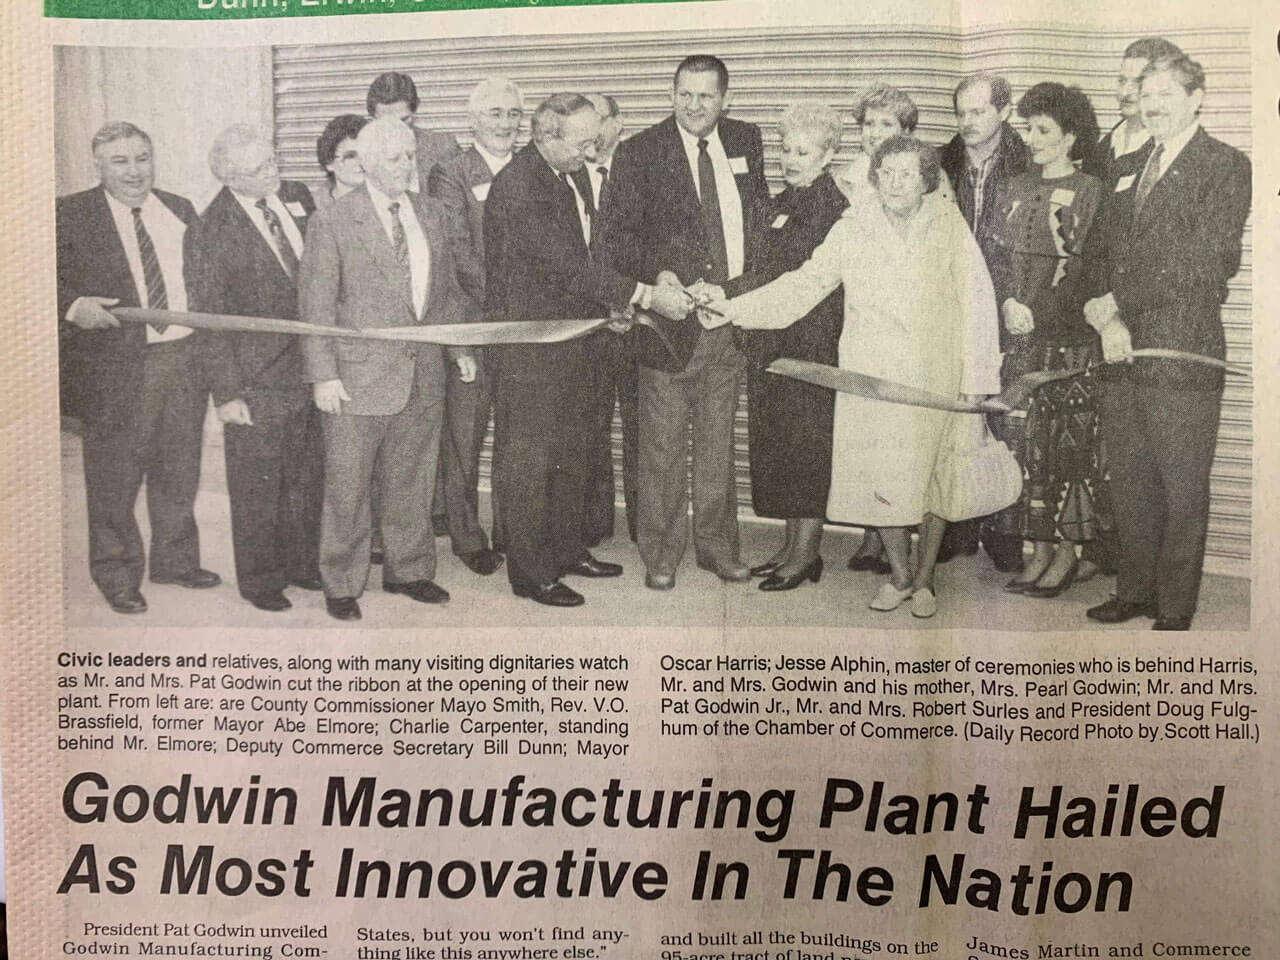 Dunn, Erwin,
Civic leaders and relatives, along with many visiting dignitaries watch
as Mr. and Mrs. Pat Godwin cut the ribbon at the opening of their new
plant. From left are: are County Commissioner Mayo Smith, Rev. V.O.
Brassfield, former Mayor Abe Elmore; Charlie Carpenter, standing
behind Mr. Elmore; Deputy Commerce Secretary Bill Dunn; Mayor
Oscar Harris; Jesse Alphin, master of ceremonies who is behind Harris,
Mr. and Mrs. Godwin and his mother, Mrs. Pearl Godwin; Mr. and Mrs.
Pat Godwin Jr., Mr. and Mrs. Robert Surles and President Doug Fulg-
hum of the Chamber of Commerce. (Daily Record Photo by Scott Hall.)
Godwin Manufacturing Plant Hailed
As Most Innovative In The Nation
President Pat Godwin unveiled
Godwin Manufacturing Com-
States, but you won't find any-
thing like this anywhere else."
and built all the buildings on the
95-acre tract of land
James Martin and Commerce